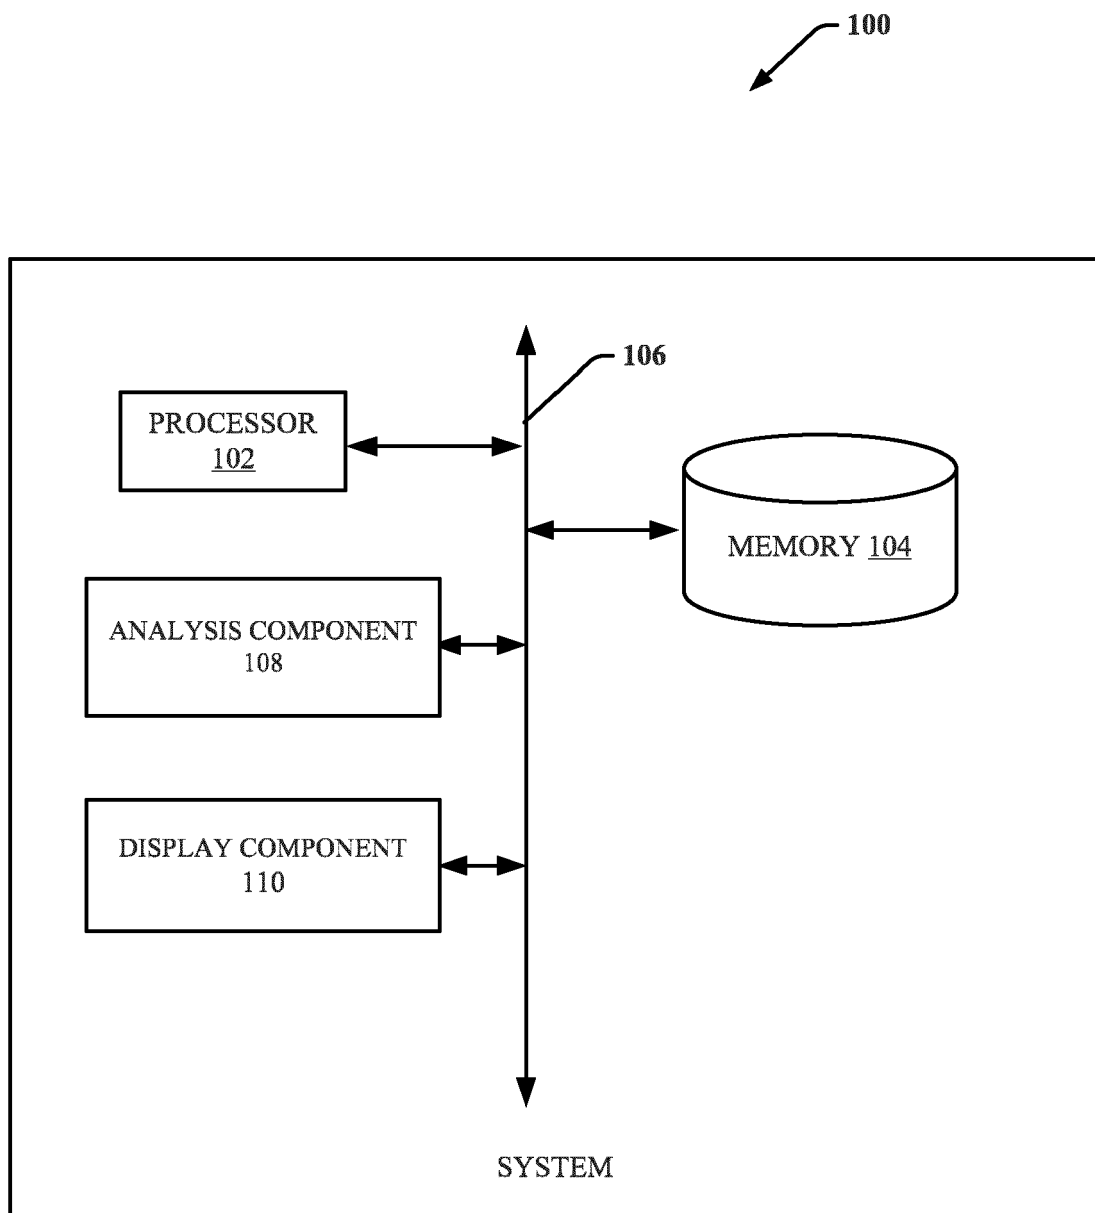 100
106
PROCESSOR
102
MEMORY 104
ANALYSIS COMPONENT
108
DISPLAY COMPONENT
110
SYSTEM